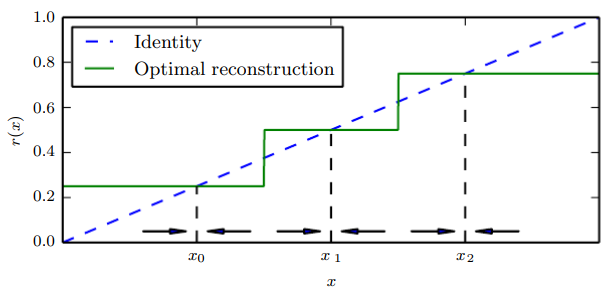 1.0
Identity
Optimal reconstruction
0.8
0.6
r(x)
0.4
0.2
0.0
x₀ x₁ x₂
x